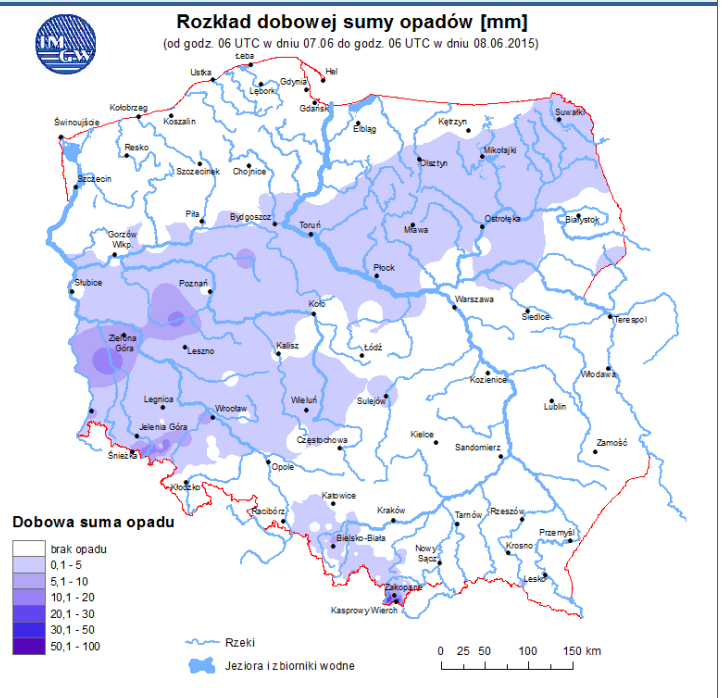 Rozkład dobowej sumy opadów [mm]
(od godz. 06 UTC w dniu 07.06 do godz. 06 UTC w dniu 08.06.2015)
IM
GW
Łeba
Ustka
Hel
Gdynia
Lębork
Gdańsk
Kołobrzeg
Koszalin
Świnoujście
Elbląg
Kętrzyn
Suwałki
Resko
Mikołajki
Olsztyn
Szczecin
Szczecinek
Chojnice
Piła
Bydgoszcz
Toruń
Mława
Ostrołęka
Białystok
Gorzów
Wlkp.
Płock
Słubice
Poznań
Koło
Warszawa
Siedlce
Terespol
Zielona
Góra
Leszno
Kalisz
Łódź
Kozienice
Włodawa
Legnica
Wrocław
Wieluń
Sulejów
Lublin
Jelenia Góra
Śnieżka
Częstochowa
Kielce
Sandomierz
Zamość
Opole
Kłodzko
Katowice
Racibórz
Kraków
Tarnów
Rzeszów
Przemyśl
Bielsko-Biała
Nowy
Sącz
Krosno
Lesko
Zakopane
Kasprowy Wierch
Dobowa suma opadu
brak opadu
0,1 - 5
5,1 - 10
10,1 - 20
20,1 - 30
30,1 - 50
50,1 - 100
Rzeki
Jeziora i zbiorniki wodne
0 25 50 100 150 km